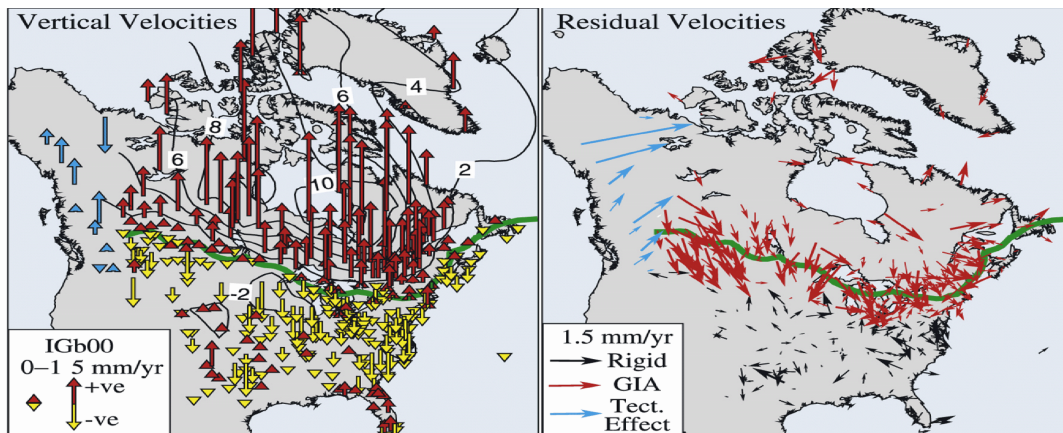 Vertical Velocities
4
6
8
6
2
10
-2
IGb00
0–1 5 mm/yr
+ve
-ve
Residual Velocities
1.5 mm/yr
Rigid
GIA
Tect.
Effect